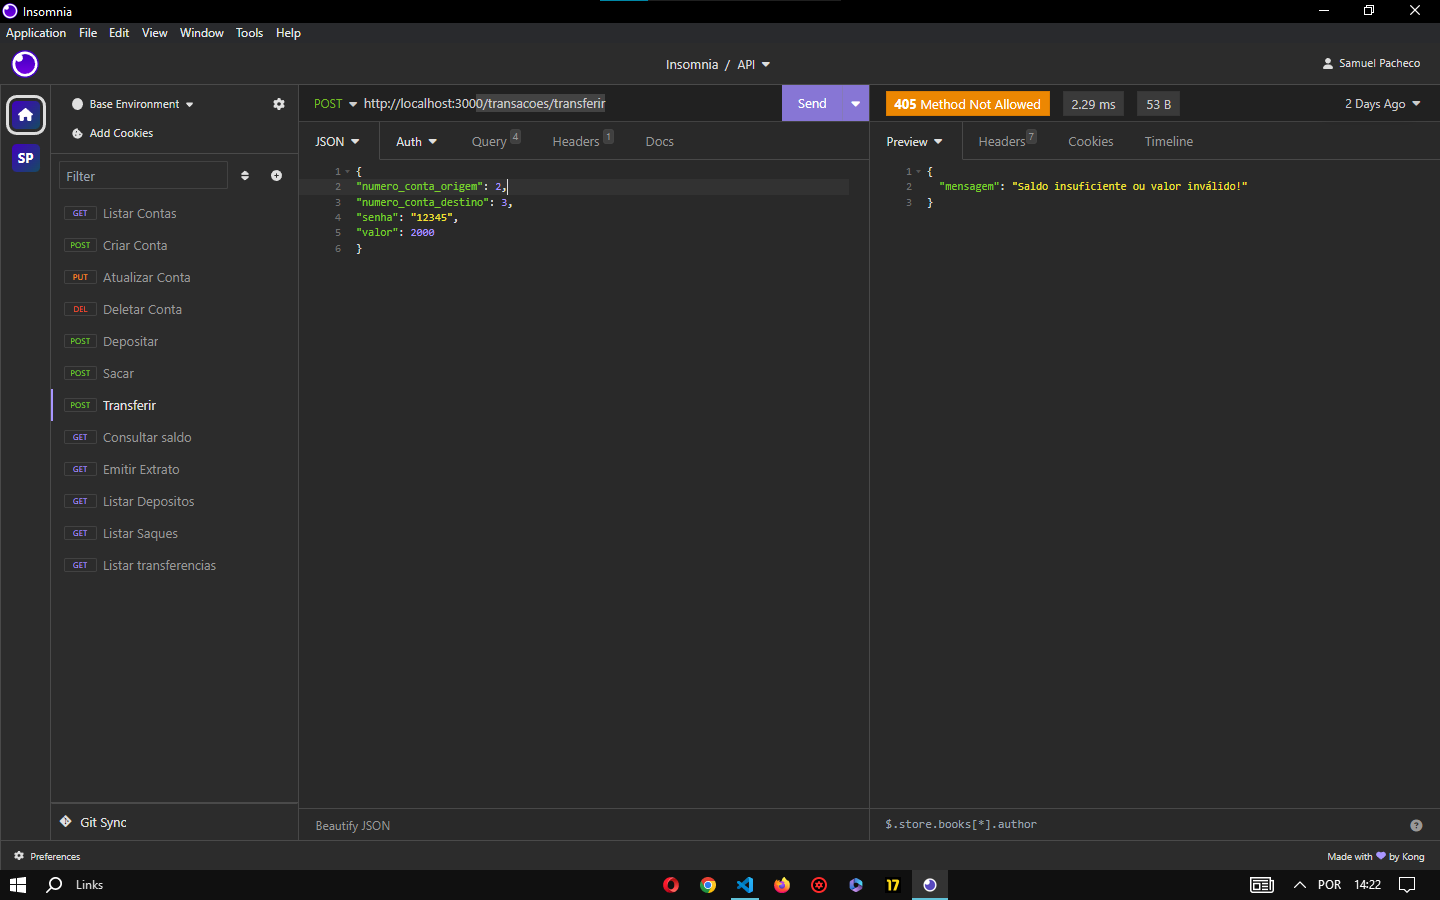 Insomnia
Application File Edit View Window Tools Help
Insomnia / API
Samuel Pacheco
Base Environment
Add Cookies
SP
Filter
GET Listar Contas
POST Criar Conta
PUT Atualizar Conta
DEL Deletar Conta
POST Depositar
POST Sacar
POST Transferir
GET Consultar saldo
GET Emitir Extrato
GET Listar Depositos
GET Listar Saques
GET Listar transferencias
Git Sync
POST http://localhost:3000/transacoes/transferir Send
JSON Auth Query 4 Headers 1 Docs
1 {
2 "numero_conta_origem": 2,
3 "numero_conta_destino": 3,
4 "senha": "12345",
5 "valor": 2000
6 }
Beautify JSON
405 Method Not Allowed 2.29 ms 53 B 2 Days Ago
Preview Headers 7 Cookies Timeline
1 {
2 "mensagem": "Saldo insuficiente ou valor inválido!"
3 }
$.store.books[*].author
Preferences
Made with by Kong
Links
17
POR 14:22